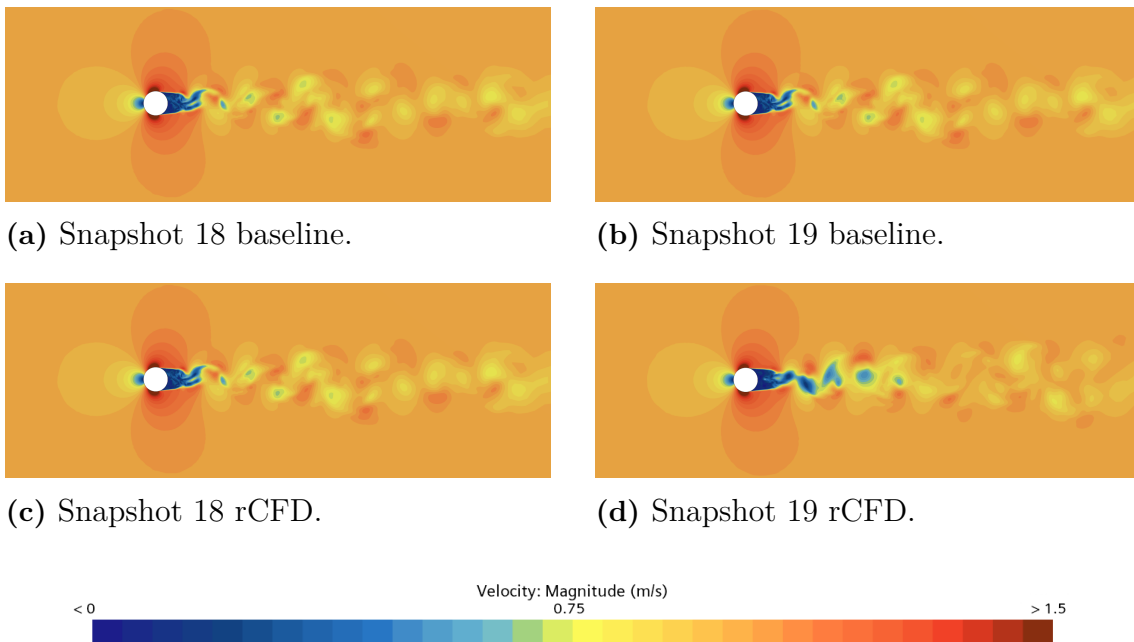 (a) Snapshot 18 baseline.
(b) Snapshot 19 baseline.
(c) Snapshot 18 rCFD.
(d) Snapshot 19 rCFD.
Velocity: Magnitude (m/s)
< 0 0.75 > 1.5